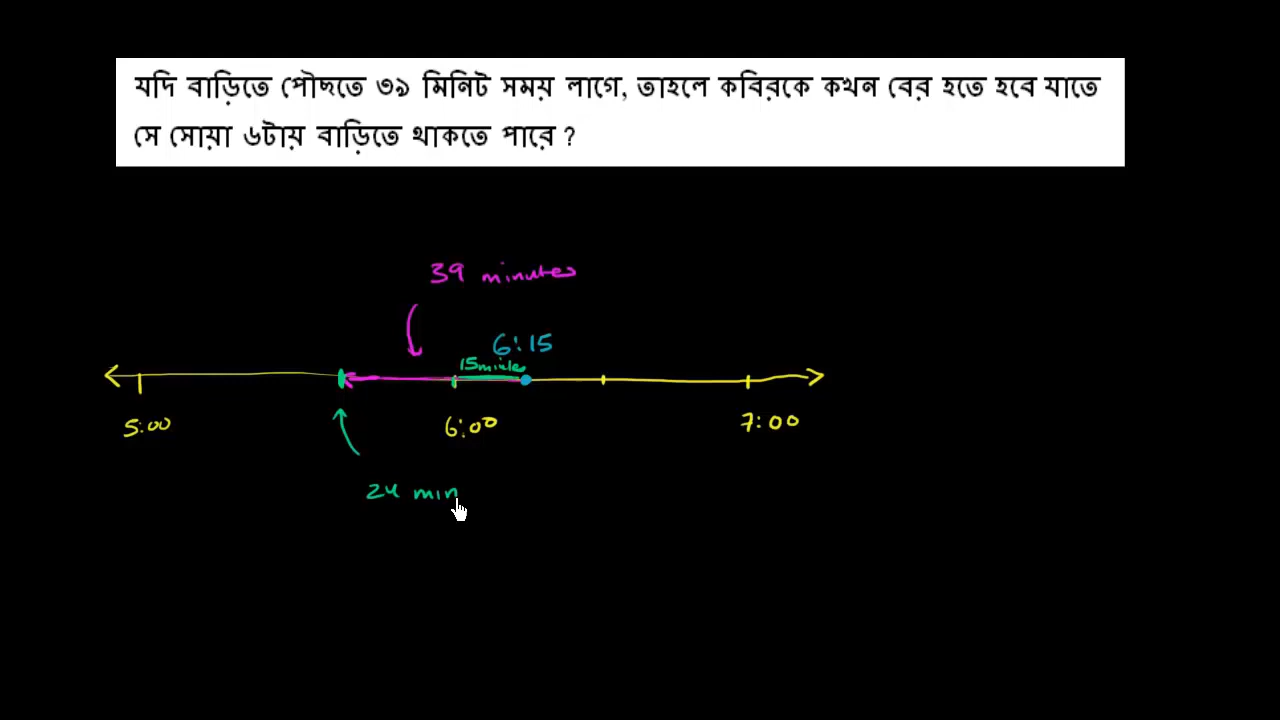 যদি বাড়িতে পৌছতে ৩৯ মিনিট সময় লাগে, তাহলে কবিরকে কখন বের হতে হবে যাতে
সে সোয়া ৬টায় বাড়িতে থাকতে পারে ?
39 minutes
6:15
5:00
6:00
7:00
24 min